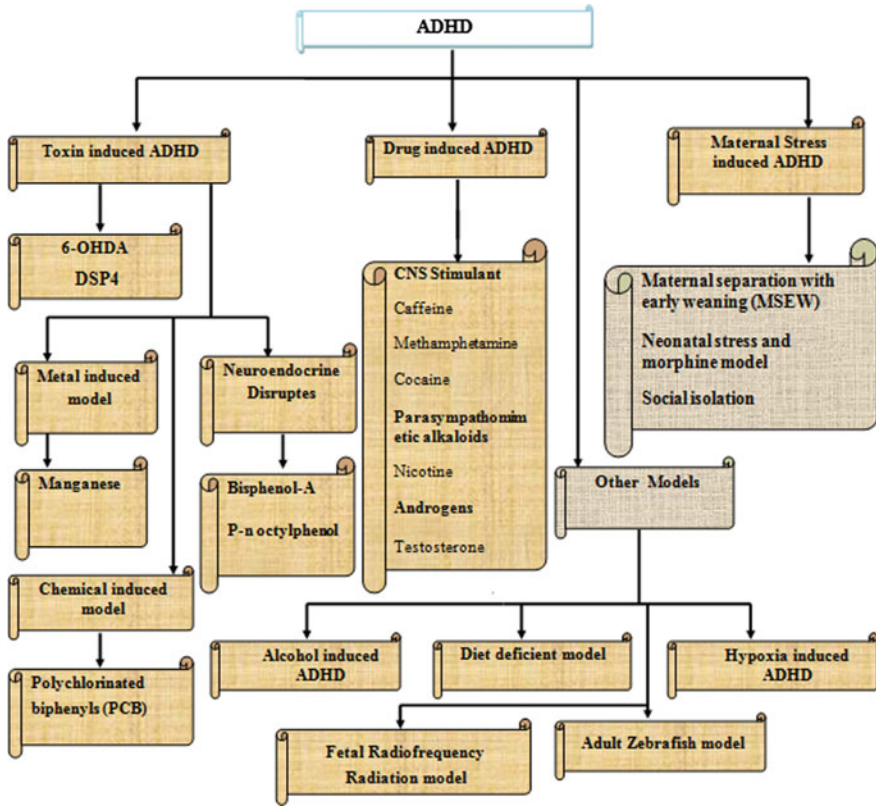 ADHD
Toxin induced ADHD
Drug induced ADHD
Maternal Stress
induced ADHD
6-OHDA
DSP4
CNS Stimulant
Caffeine
Methamphetamine
Cocaine
Parasympathomim
etic alkaloids
Nicotine
Androgens
Testosterone
Maternal separation with
early weaning (MSEW)
Neonatal stress and
morphine model
Social isolation
Metal induced
model
Neuroendocrine
Disruptes
Manganese
Bisphenol-A
P-n octylphenol
Other Models
Chemical induced
model
Polychlorinated
biphenyls (PCB)
Alcohol induced
ADHD
Diet deficient model
Hypoxia induced
ADHD
Fetal Radiofrequency
Radiation model
Adult Zebrafish model